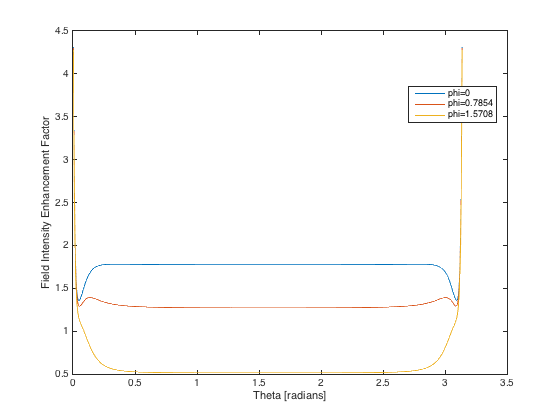 4.5
4
3.5
3
2.5
2
1.5
1
0.5
Field Intensity Enhancement Factor
phi=0
phi=0.7854
phi=1.5708
0 0.5 1 1.5 2 2.5 3 3.5
Theta [radians]